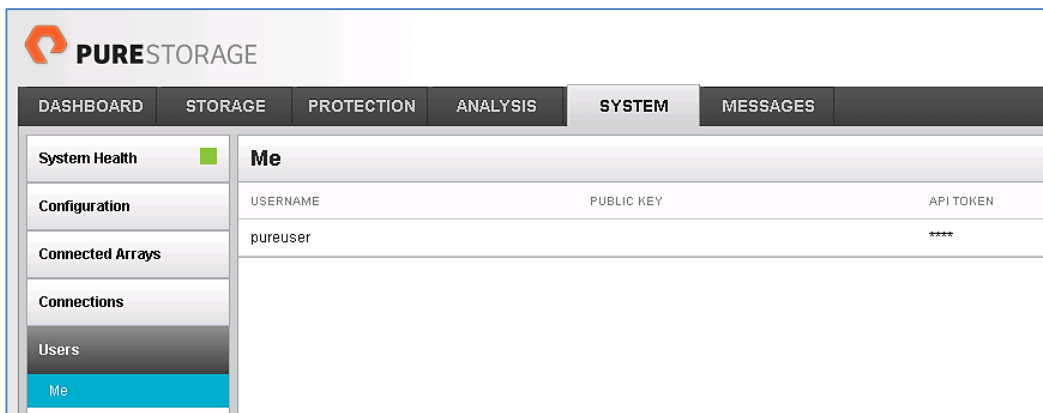 PURESTORAGE
DASHBOARD STORAGE PROTECTION ANALYSIS SYSTEM MESSAGES
System Health
Me
Configuration
USERNAME PUBLIC KEY API TOKEN
pureuser ****
Connected Arrays
Connections
Users
Me